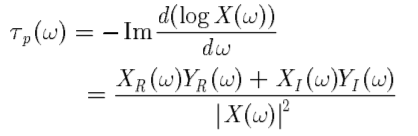 τ_p(ω) = −Im d(log X(ω)) / dω
= X_R(ω)Y_R(ω) + X_I(ω)Y_I(ω) / |X(ω)|²